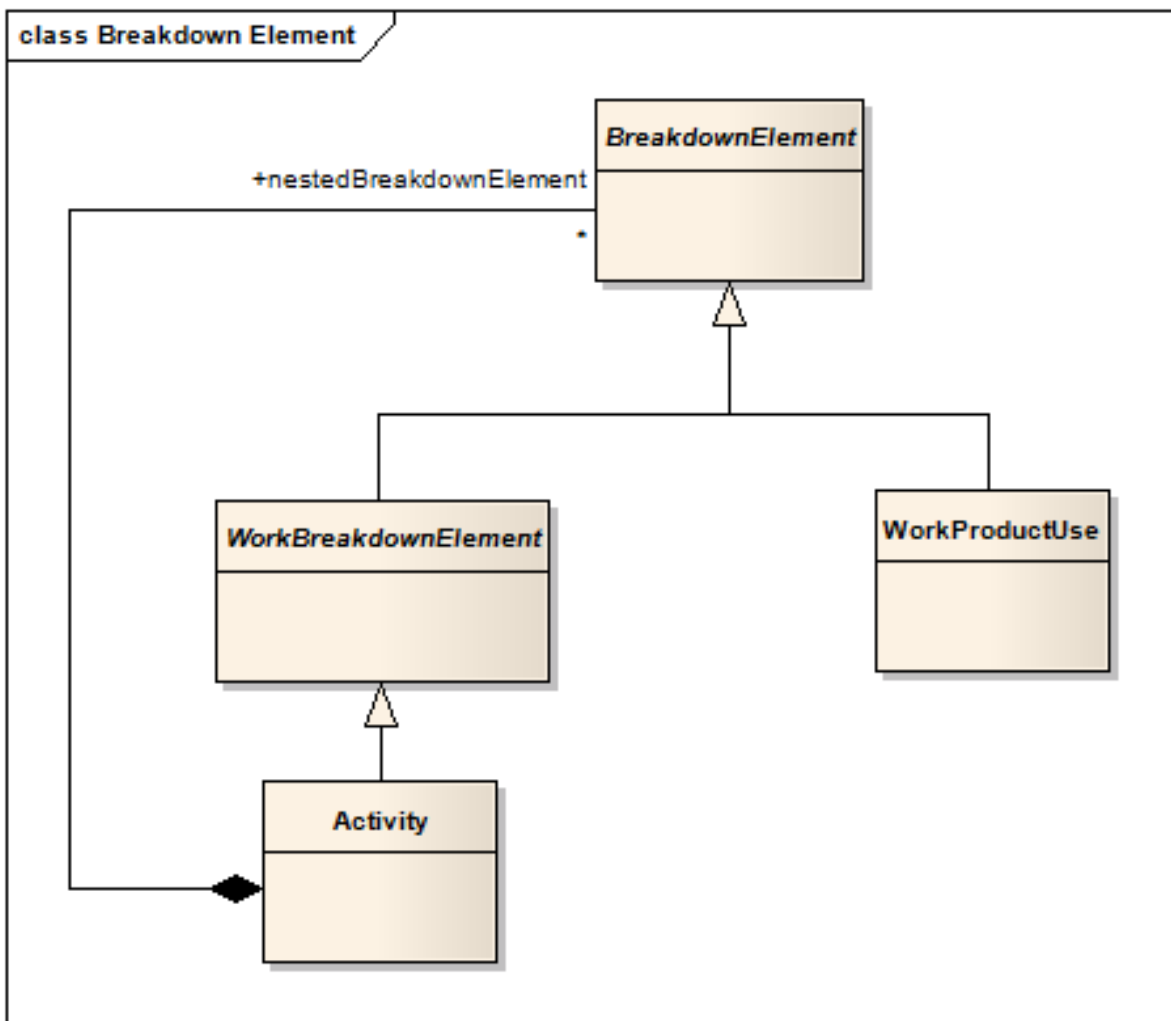 class Breakdown Element
BreakdownElement
+nestedBreakdownElement
*
WorkBreakdownElement
WorkProductUse
Activity